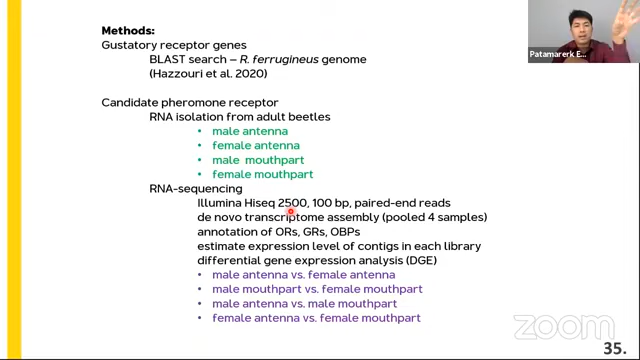 Methods:
Gustatory receptor genes
BLAST search – R. ferrugineus genome
(Hazzouri et al. 2020)
Candidate pheromone receptor
RNA isolation from adult beetles
• male antenna
• female antenna
• male mouthpart
• female mouthpart
RNA-sequencing
Illumina Hiseq 2500, 100 bp, paired-end reads
de novo transcriptome assembly (pooled 4 samples)
annotation of ORs, GRs, OBPs
estimate expression level of contigs in each library
differential gene expression analysis (DGE)
• male antenna vs. female antenna
• male mouthpart vs. female mouthpart
• male antenna vs. male mouthpart
• female antenna vs. female mouthpart
Patamarerk E...
zoom
35.